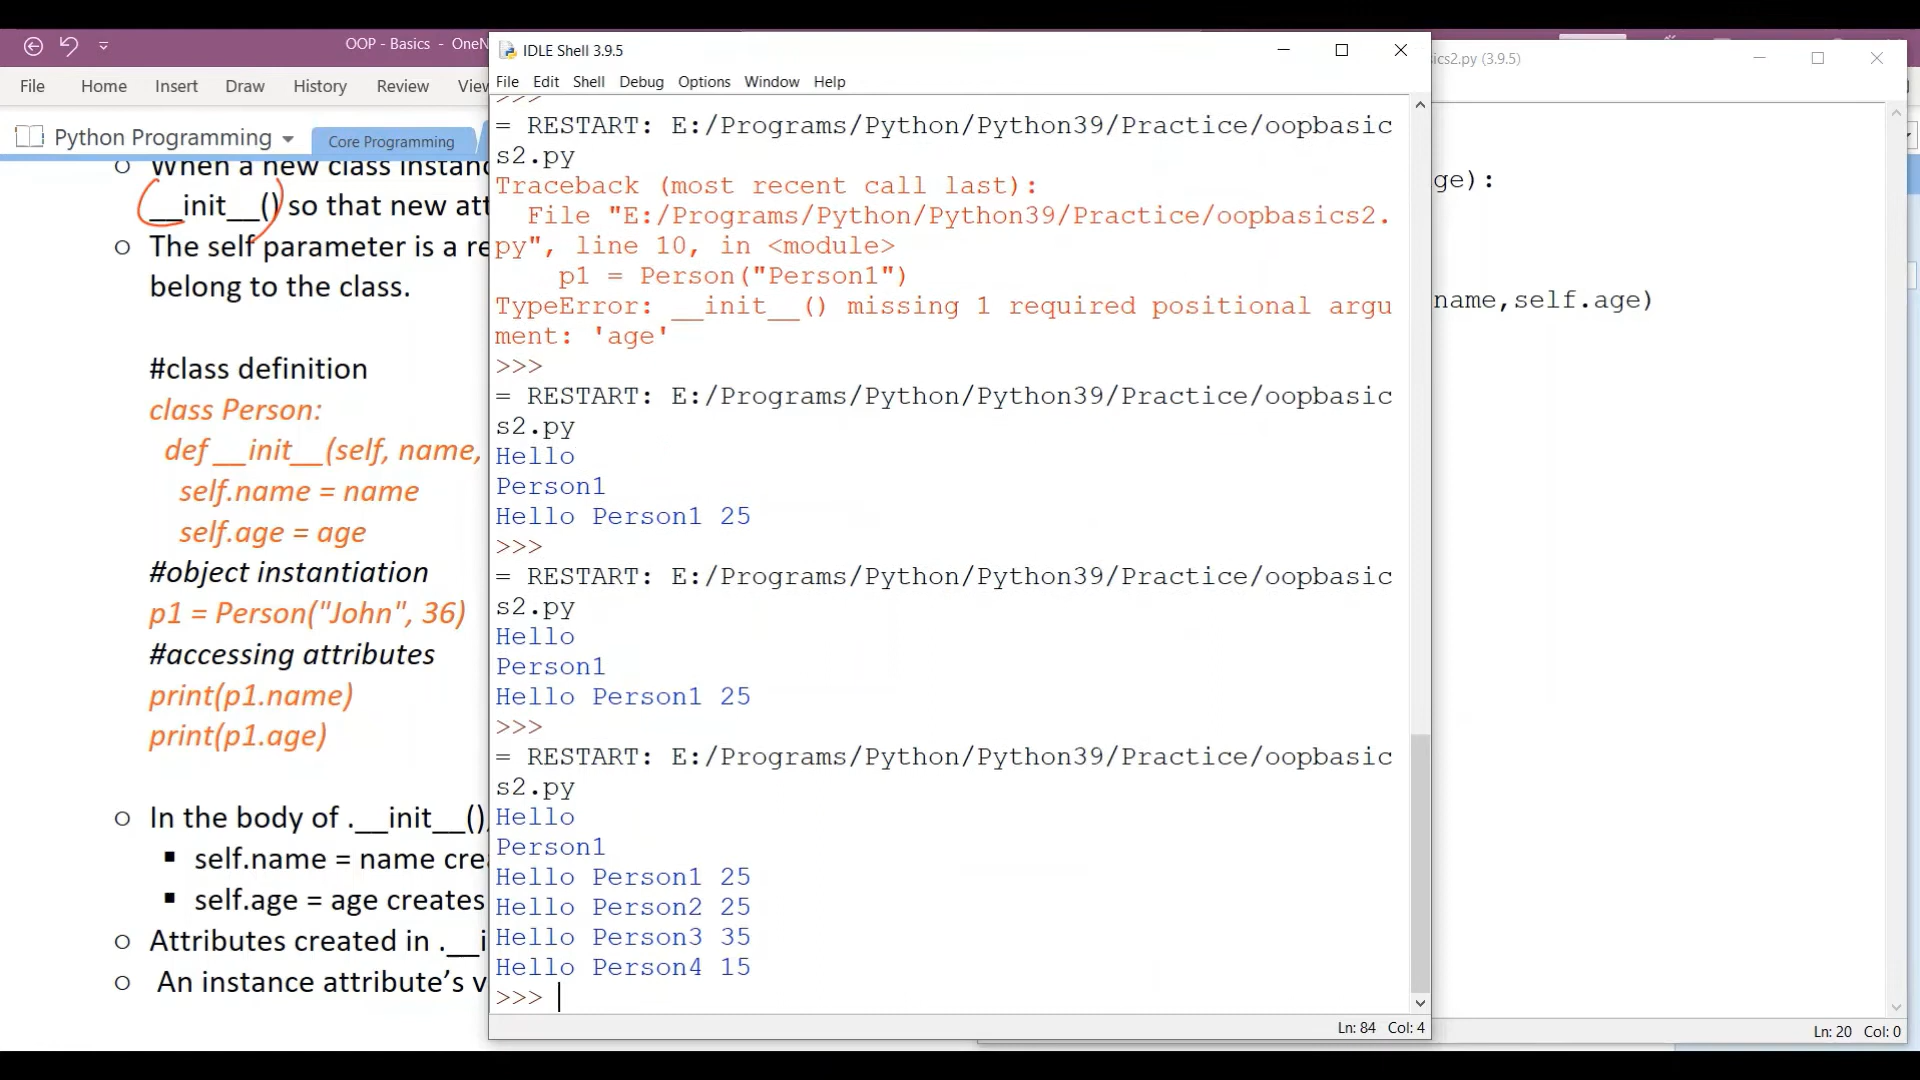 OOP - Basics - OneN
File Home Insert Draw History Review View
Python Programming
Core Programming
When a new class instanc
__init__() so that new att
The self parameter is a re
belong to the class.
#class definition
class Person:
def __init__(self, name,
self.name = name
self.age = age
#object instantiation
p1 = Person("John", 36)
#accessing attributes
print(p1.name)
print(p1.age)
In the body of .__init__(),
self.name = name crea
self.age = age creates
Attributes created in .__i
An instance attribute's v
IDLE Shell 3.9.5
File Edit Shell Debug Options Window Help
>>>
= RESTART: E:/Programs/Python/Python39/Practice/oopbasic
s2.py
Traceback (most recent call last):
File "E:/Programs/Python/Python39/Practice/oopbasics2.
py", line 10, in <module>
p1 = Person("Person1")
TypeError: __init__() missing 1 required positional argu
ment: 'age'
>>>
= RESTART: E:/Programs/Python/Python39/Practice/oopbasic
s2.py
Hello
Person1
Hello Person1 25
>>>
= RESTART: E:/Programs/Python/Python39/Practice/oopbasic
s2.py
Hello
Person1
Hello Person1 25
>>>
= RESTART: E:/Programs/Python/Python39/Practice/oopbasic
s2.py
Hello
Person1
Hello Person1 25
Hello Person2 25
Hello Person3 35
Hello Person4 15
>>>
Ln: 84 Col: 4
ics2.py (3.9.5)
ge):
name,self.age)
Ln: 20 Col: 0